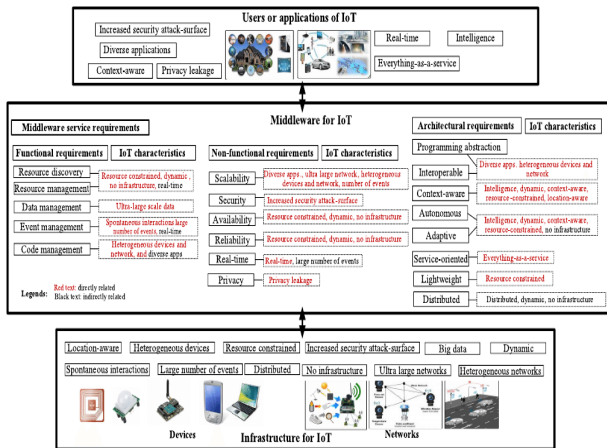 Users or applications of IoT
Increased security attack-surface
Diverse applications
Context-aware
Privacy leakage
Real-time
Intelligence
Everything-as-a-service
Middleware for IoT
Middleware service requirements
Functional requirements
IoT characteristics
Resource discovery
Resource management
Resource constrained, dynamic,
no infrastructure, real-time
Data management
Ultra-large scale data
Event management
Spontaneous interactions large
number of events, real-time
Code management
Heterogeneous devices and
network, and diverse apps
Legends:
Red text: directly related
Black text: indirectly related
Non-functional requirements
IoT characteristics
Scalability
Diverse apps., ultra large network, heterogeneous
devices and network, number of events
Security
Increased security attack-surface
Availability
Resource constrained, dynamic, no infrastructure
Reliability
Resource constrained, dynamic, no infrastructure
Real-time
Real-time, large number of events
Privacy
Privacy leakage
Architectural requirements
IoT characteristics
Programming abstraction
Interoperable
Diverse apps, heterogeneous devices and
network
Context-aware
Intelligence, dynamic, context-aware,
resource-constrained, location-aware
Autonomous
Adaptive
Intelligence, dynamic, context-aware,
resource-constrained, no infrastructure
Service-oriented
Everything-as-a-service
Lightweight
Resource constrained
Distributed
Distributed, dynamic, no infrastructure
Location-aware
Heterogeneous devices
Resource constrained
Increased security attack-surface
Big data
Dynamic
Spontaneous interactions
Large number of events
Distributed
No infrastructure
Ultra large networks
Heterogeneous networks
Devices
Networks
Infrastructure for IoT